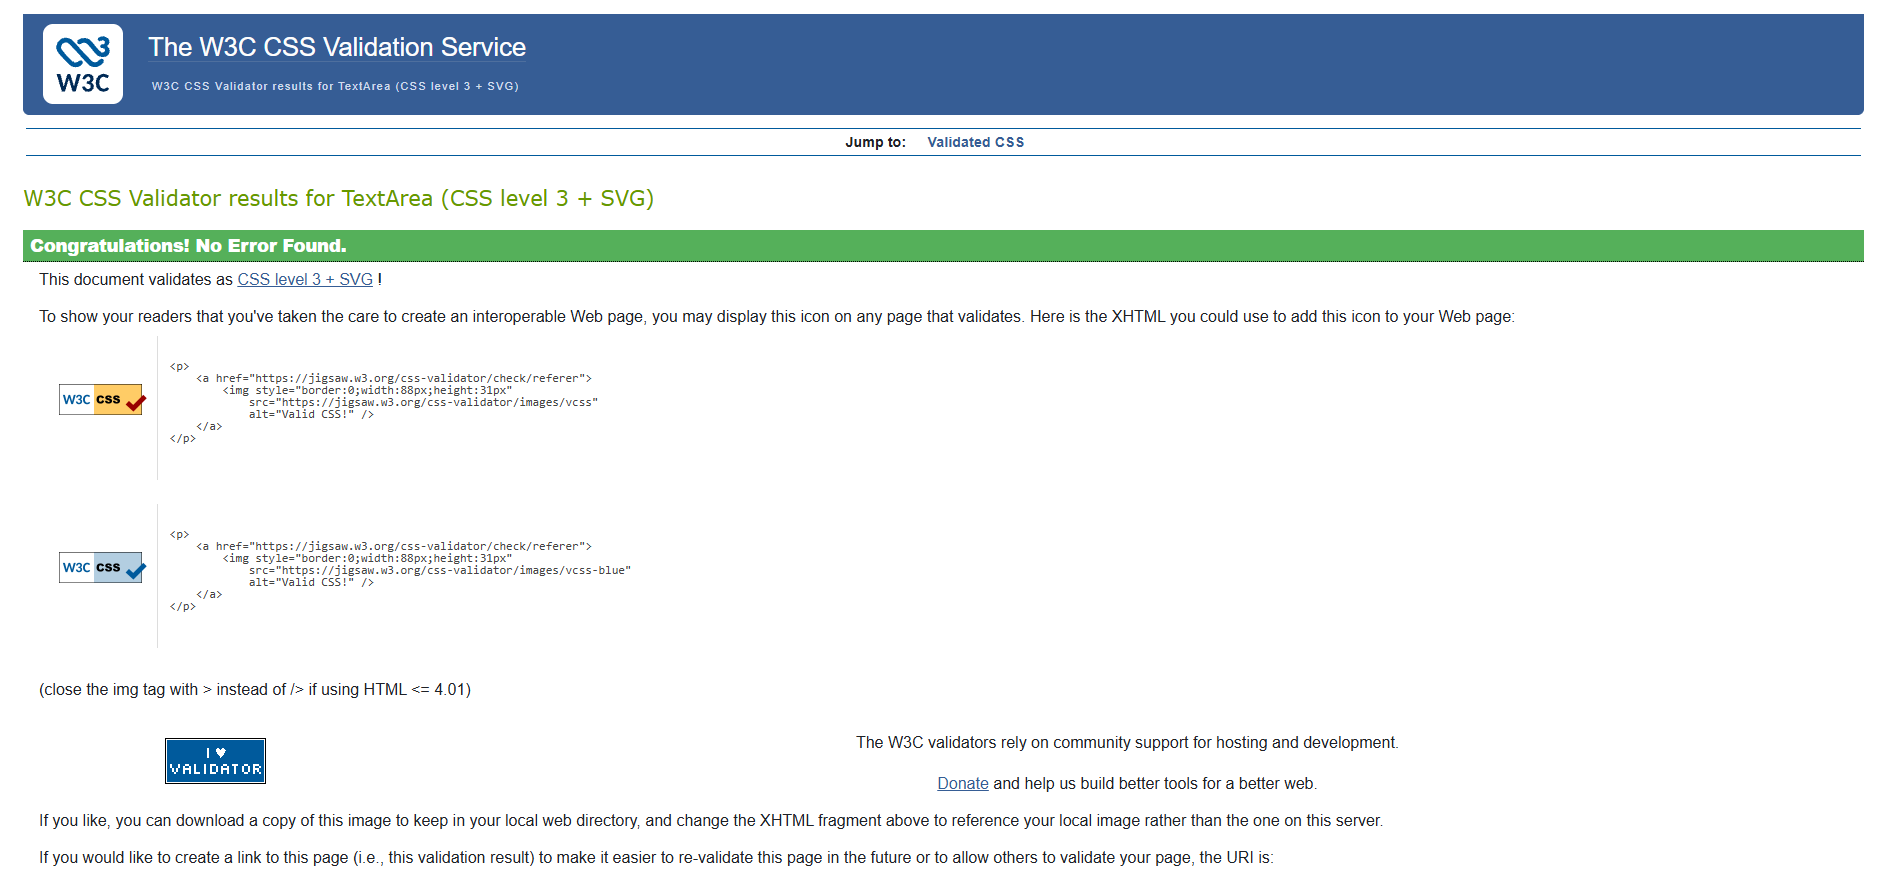 W3C
The W3C CSS Validation Service
W3C CSS Validator results for TextArea (CSS level 3 + SVG)
Jump to: Validated CSS
W3C CSS Validator results for TextArea (CSS level 3 + SVG)
Congratulations! No Error Found.
This document validates as CSS level 3 + SVG !
To show your readers that you've taken the care to create an interoperable Web page, you may display this icon on any page that validates. Here is the XHTML you could use to add this icon to your Web page:
W3C css
<p>
    <a href="https://jigsaw.w3.org/css-validator/check/referer">
        <img style="border:0;width:88px;height:31px"
            src="https://jigsaw.w3.org/css-validator/images/vcss"
            alt="Valid CSS!" />
    </a>
</p>
W3C css
<p>
    <a href="https://jigsaw.w3.org/css-validator/check/referer">
        <img style="border:0;width:88px;height:31px"
            src="https://jigsaw.w3.org/css-validator/images/vcss-blue"
            alt="Valid CSS!" />
    </a>
</p>
(close the img tag with > instead of /> if using HTML <= 4.01)
I ♥
VALIDATOR
The W3C validators rely on community support for hosting and development.
Donate and help us build better tools for a better web.
If you like, you can download a copy of this image to keep in your local web directory, and change the XHTML fragment above to reference your local image rather than the one on this server.
If you would like to create a link to this page (i.e., this validation result) to make it easier to re-validate this page in the future or to allow others to validate your page, the URI is: